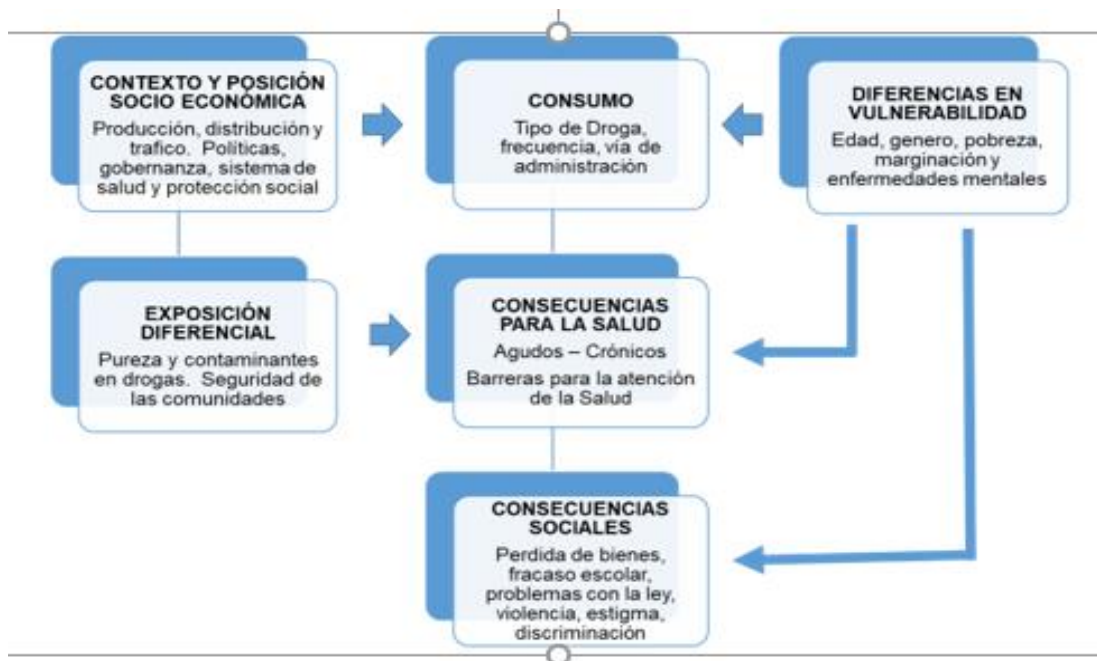 CONTEXTO Y POSICIÓN
SOCIO ECONÓMICA
Producción, distribución y
trafico. Políticas,
gobernanza, sistema de
salud y protección social
CONSUMO
Tipo de Droga,
frecuencia, vía de
administración
DIFERENCIAS EN
VULNERABILIDAD
Edad, genero, pobreza,
marginación y
enfermedades mentales
EXPOSICIÓN
DIFERENCIAL
Pureza y contaminantes
en drogas. Seguridad de
las comunidades
CONSECUENCIAS
PARA LA SALUD
Agudos – Crónicos
Barreras para la atención
de la Salud
CONSECUENCIAS
SOCIALES
Perdida de bienes,
fracaso escolar,
problemas con la ley,
violencia, estigma,
discriminación